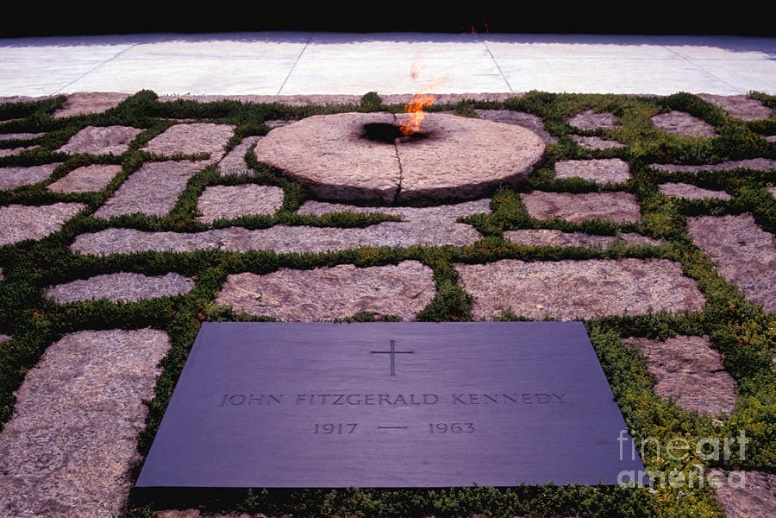 JOHN FITZGERALD KENNEDY
1917 — 1963
fineart
america